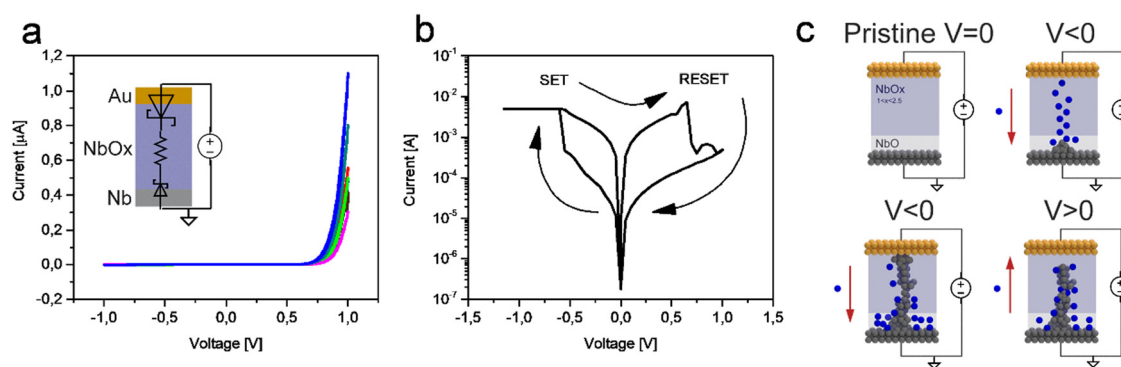 a
1,2
1,0
0,8
0,6
0,4
0,2
0,0
-0,2
Current [µA]
-1,0 -0,5 0,0 0,5 1,0
Voltage [V]
Au
NbOx
Nb
+
−
b
10-1
10-2
10-3
10-4
10-5
10-6
10-7
Current [A]
SET
RESET
-1,5 -1,0 -0,5 0,0 0,5 1,0 1,5
Voltage [V]
c
Pristine V=0
NbOx
1<x<2.5
NbO
+
−
V<0
+
−
V<0
+
−
V>0
+
−